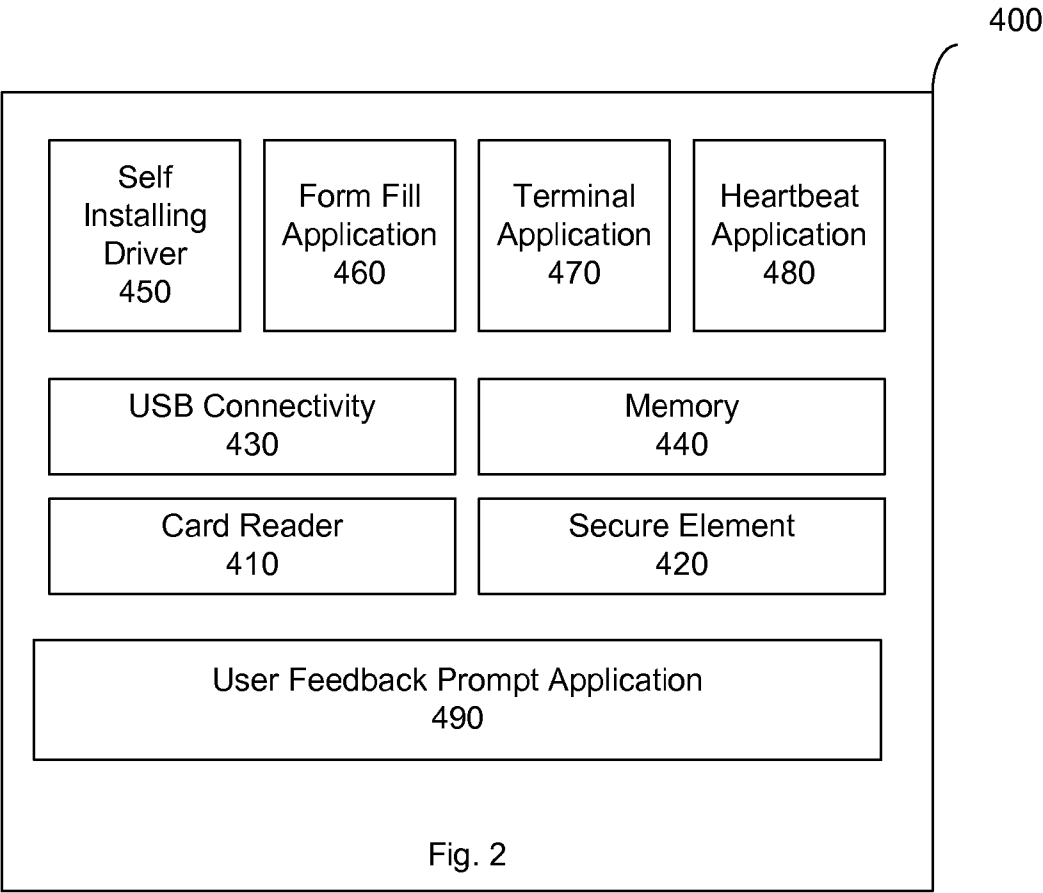 400
Self
Installing
Driver
450
Form Fill
Application
460
Terminal
Application
470
Heartbeat
Application
480
USB Connectivity
430
Memory
440
Card Reader
410
Secure Element
420
User Feedback Prompt Application
490
Fig. 2